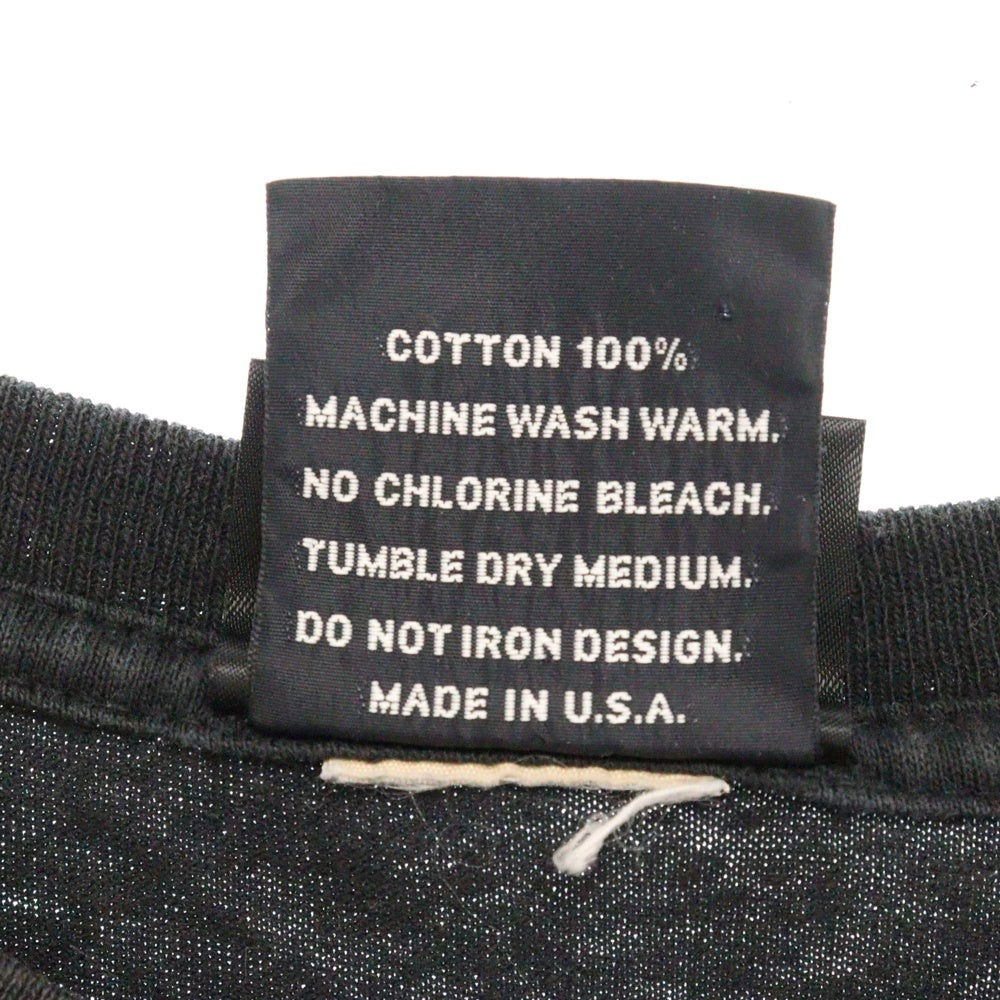 COTTON 100%
MACHINE WASH WARM.
NO CHLORINE BLEACH.
TUMBLE DRY MEDIUM.
DO NOT IRON DESIGN.
MADE IN U.S.A.